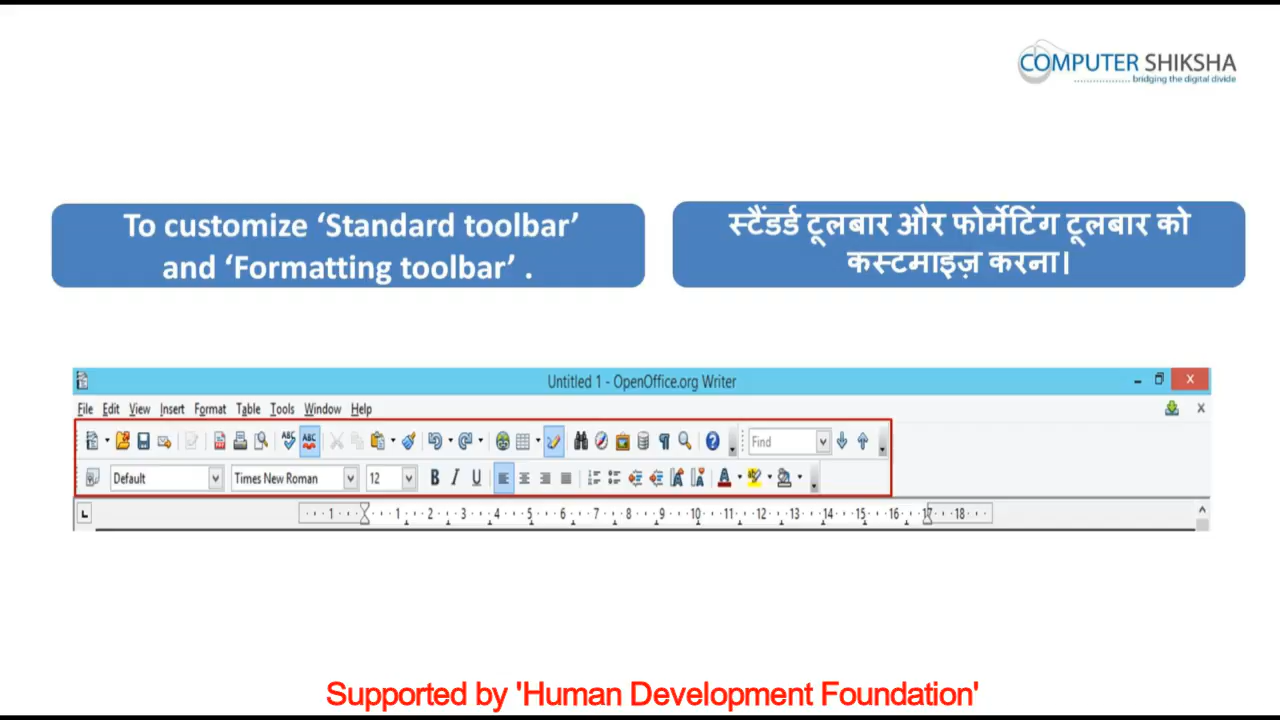 COMPUTER SHIKSHA
bridging the digital divide
To customize ‘Standard toolbar’
and ‘Formatting toolbar’ .
स्टैंडर्ड टूलबार और फोर्मेटिंग टूलबार को
कस्टमाइज़ करना।
Untitled 1 - OpenOffice.org Writer
File Edit View Insert Format Table Tools Window Help
ABC ABC Find
Default Times New Roman 12 B I U A
1 1 2 3 4 5 6 7 8 9 10 11 12 13 14 15 16 17 18
Supported by 'Human Development Foundation'